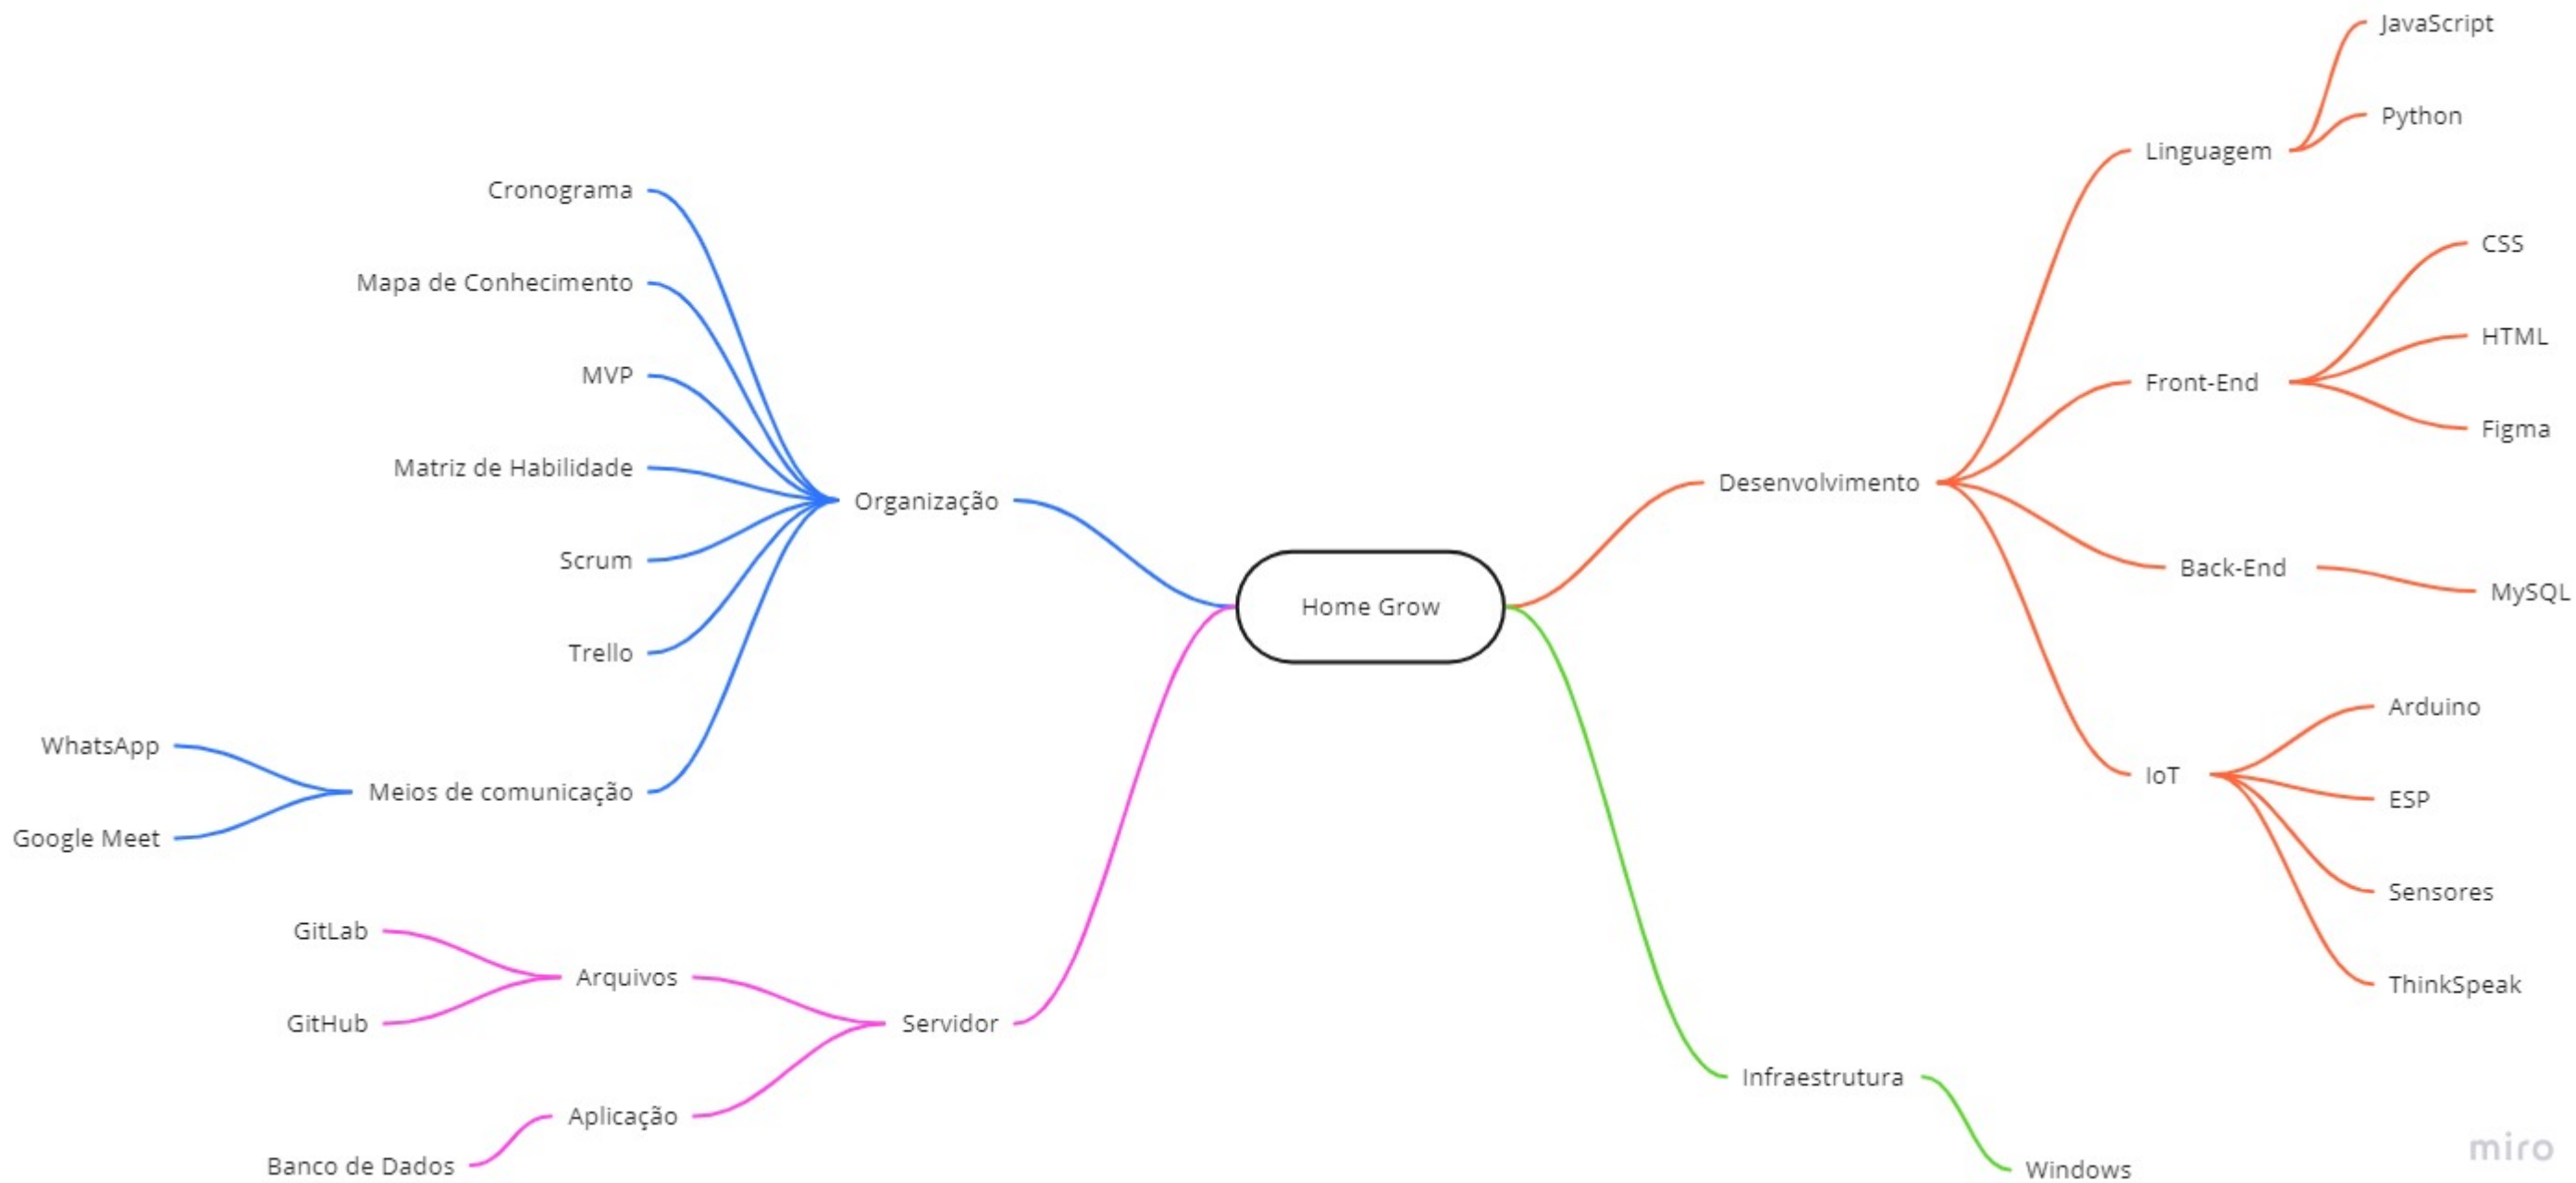 Home Grow
Organização
Cronograma
Mapa de Conhecimento
MVP
Matriz de Habilidade
Scrum
Trello
Meios de comunicação
WhatsApp
Google Meet
Servidor
Arquivos
GitLab
GitHub
Aplicação
Banco de Dados
Desenvolvimento
Linguagem
JavaScript
Python
Front-End
CSS
HTML
Figma
Back-End
MySQL
IoT
Arduino
ESP
Sensores
ThinkSpeak
Infraestrutura
Windows
miro